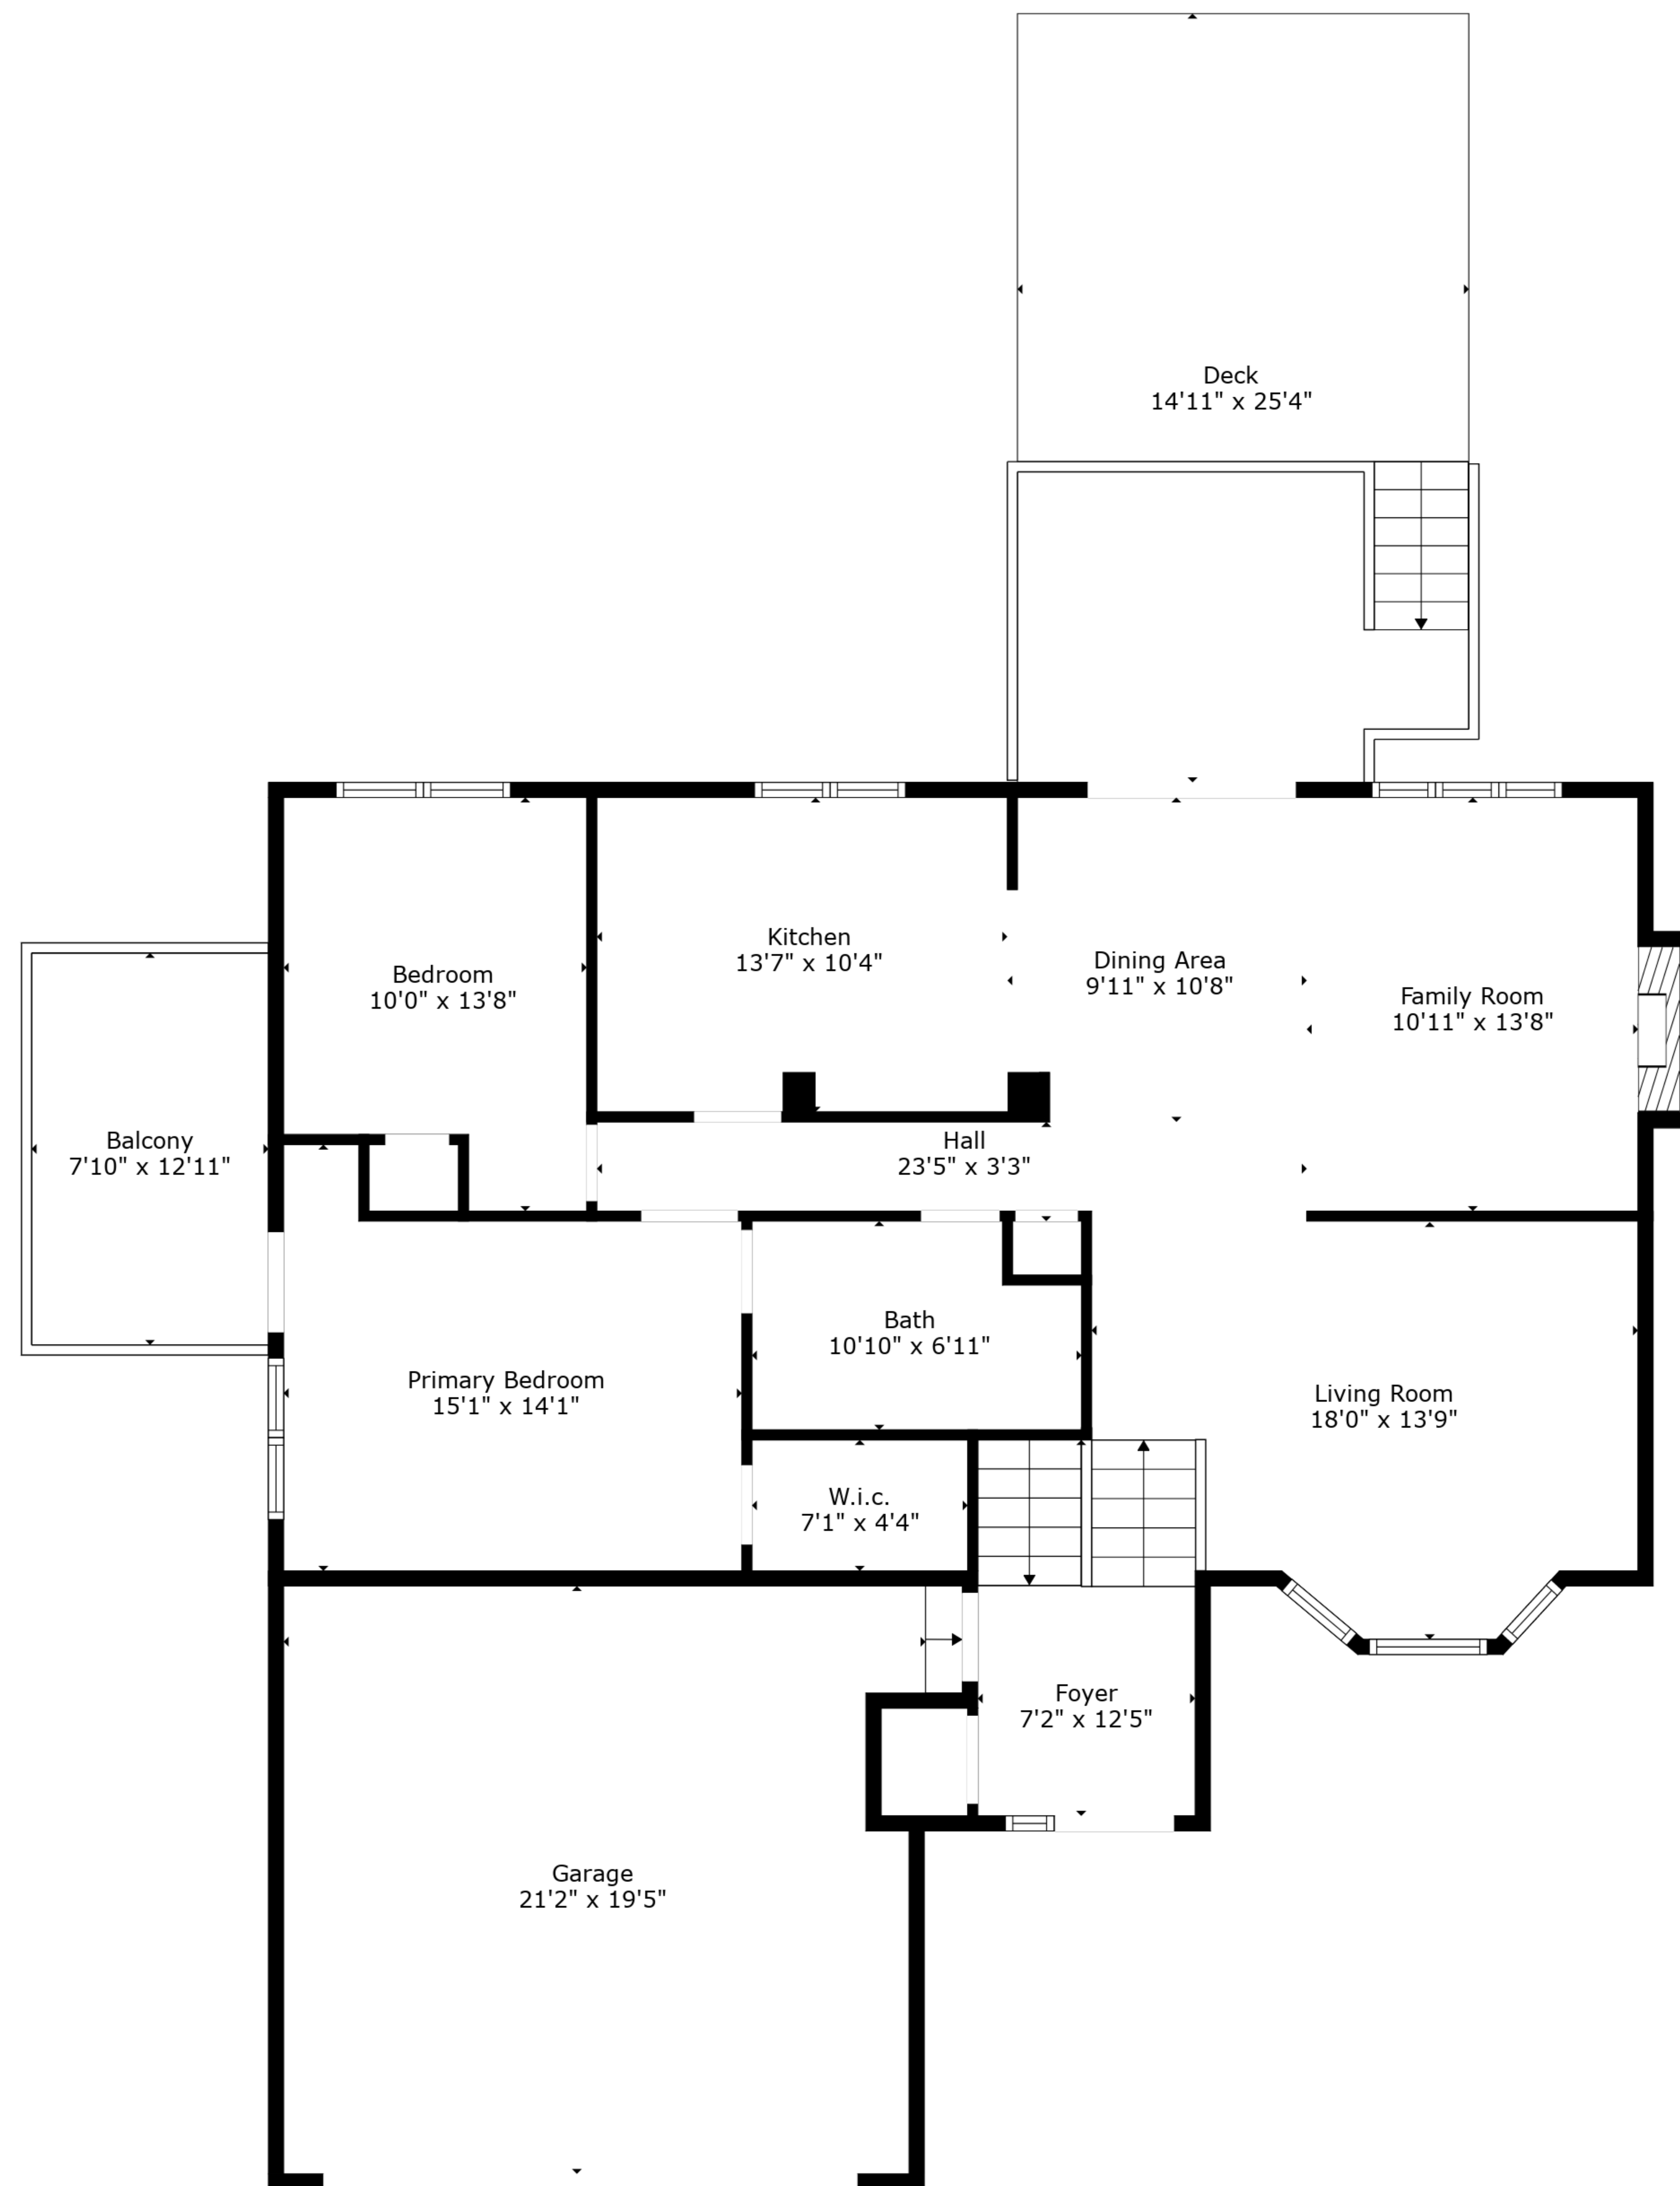 Deck
14'11" x 25'4"
Kitchen
13'7" x 10'4"
Dining Area
9'11" x 10'8"
Bedroom
10'0" x 13'8"
Family Room
10'11" x 13'8"
Balcony
7'10" x 12'11"
Hall
23'5" x 3'3"
Bath
10'10" x 6'11"
Primary Bedroom
15'1" x 14'1"
Living Room
18'0" x 13'9"
W.i.c.
7'1" x 4'4"
Foyer
7'2" x 12'5"
Garage
21'2" x 19'5"